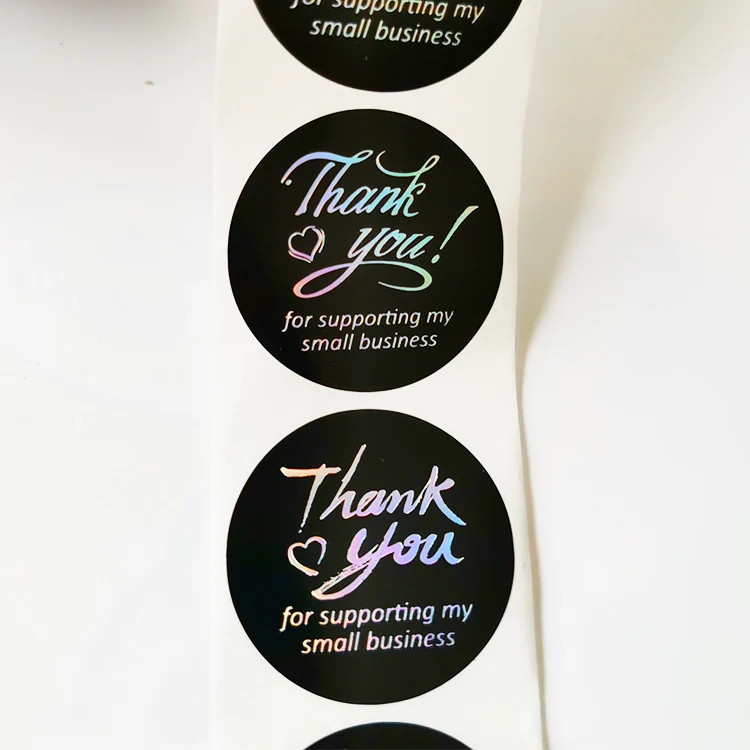 for supporting my
small business
Thank
you!
for supporting my
small business
Thank
you
for supporting my
small business